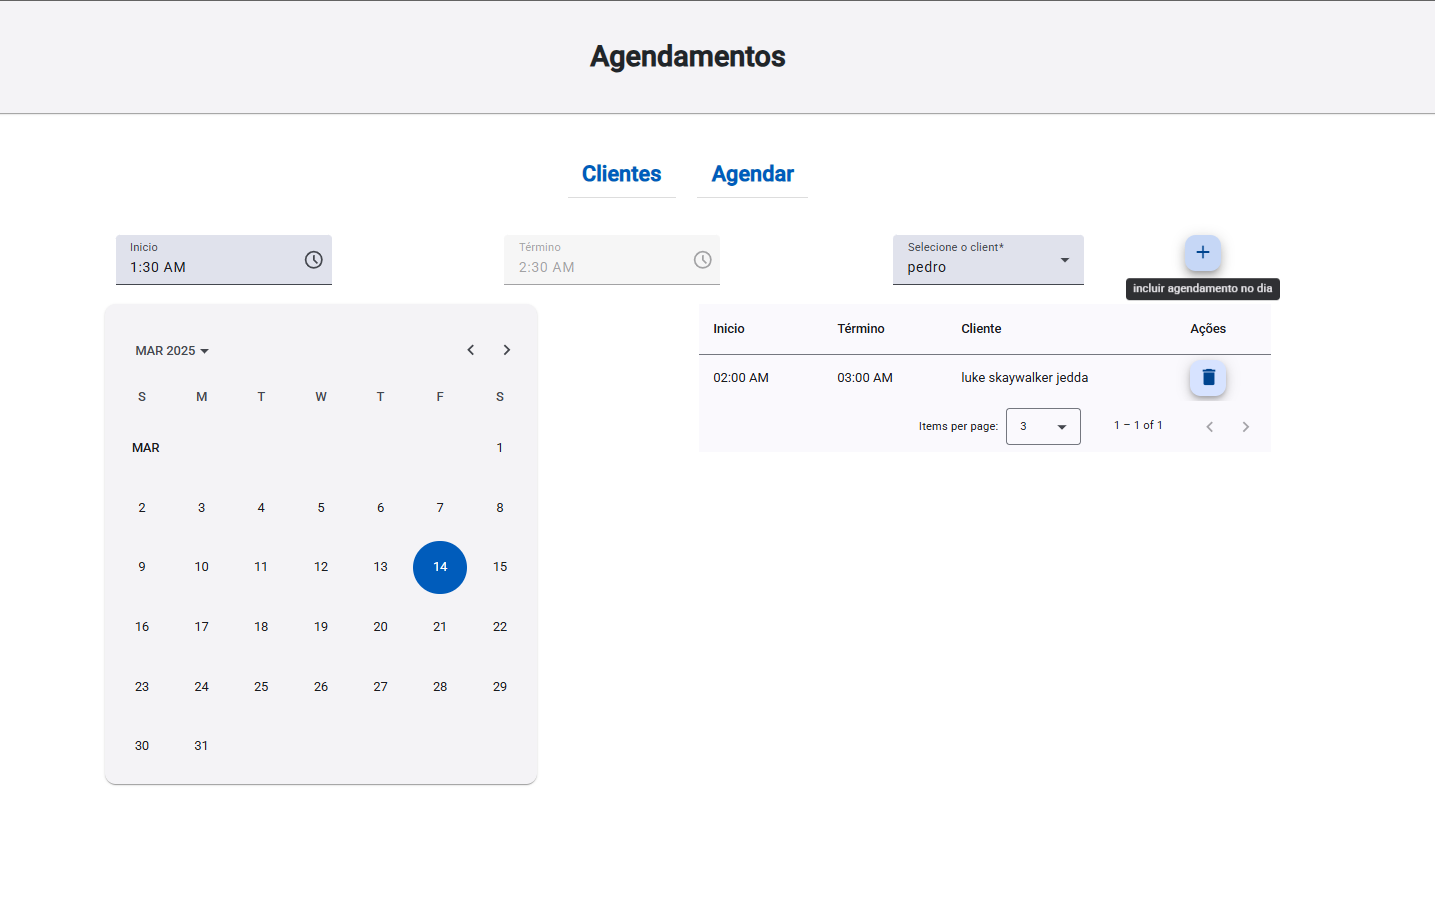 Agendamentos
Clientes Agendar
Inicio
1:30 AM
Término
2:30 AM
Selecione o client*
pedro
+
incluir agendamento no dia
MAR 2025
S M T W T F S
MAR 1
2 3 4 5 6 7 8
9 10 11 12 13 14 15
16 17 18 19 20 21 22
23 24 25 26 27 28 29
30 31
Inicio Término Cliente Ações
02:00 AM 03:00 AM luke skaywalker jedda
Items per page: 3 1 – 1 of 1